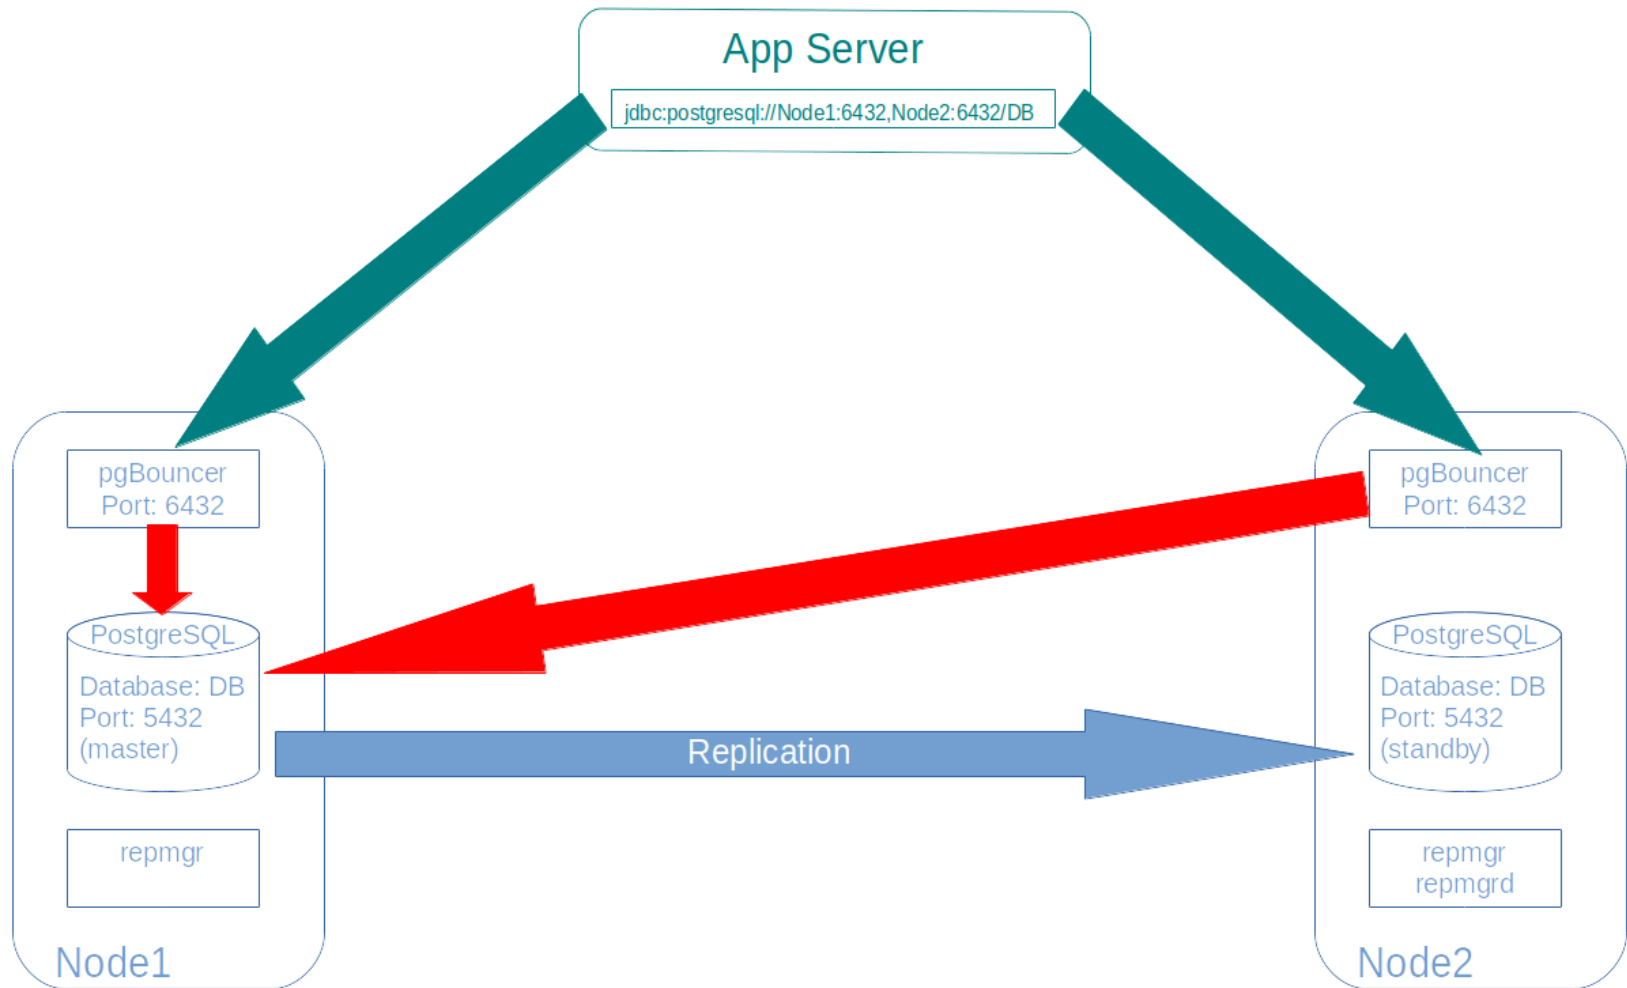 App Server
jdbc:postgresql://Node1:6432,Node2:6432/DB
pgBouncer
Port: 6432
PostgreSQL
Database: DB
Port: 5432
(master)
repmgr
Node1
Replication
pgBouncer
Port: 6432
PostgreSQL
Database: DB
Port: 5432
(standby)
repmgr
repmgrd
Node2